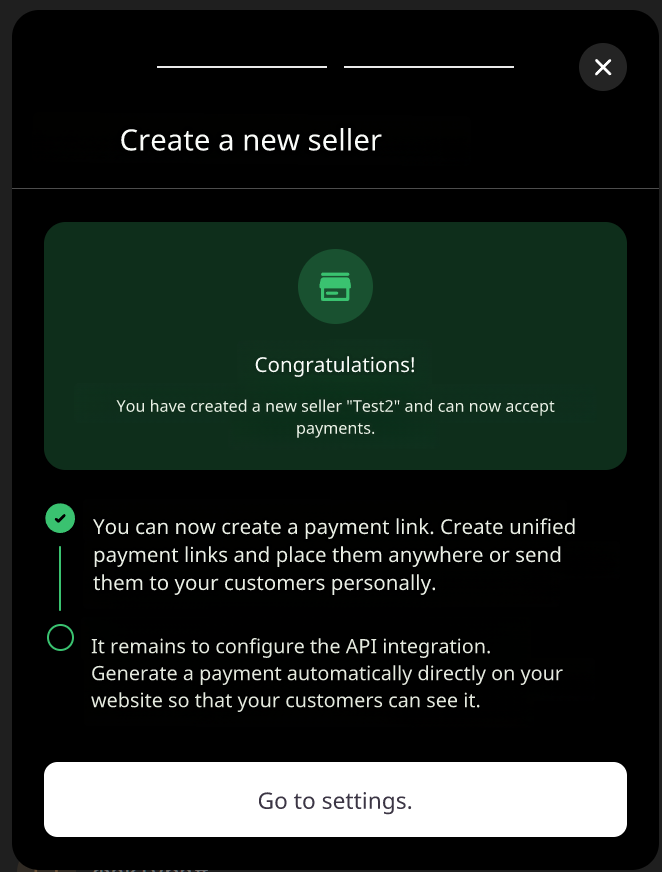 Create a new seller
Congratulations!
You have created a new seller "Test2" and can now accept
payments.
You can now create a payment link. Create unified
payment links and place them anywhere or send
them to your customers personally.
It remains to configure the API integration.
Generate a payment automatically directly on your
website so that your customers can see it.
Go to settings.